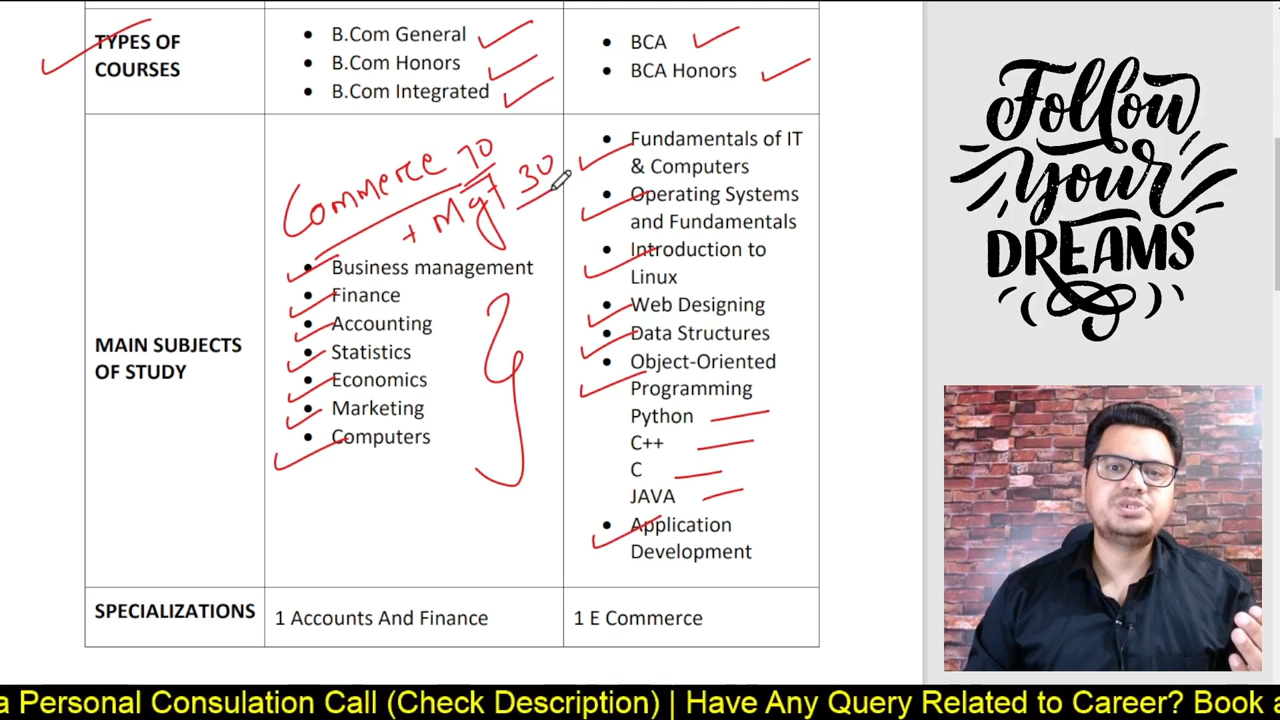 TYPES OF
COURSES
B.Com General
B.Com Honors
B.Com Integrated
BCA
BCA Honors
MAIN SUBJECTS
OF STUDY
Commerce 70
+ Mgt 30
Business management
Finance
Accounting
Statistics
Economics
Marketing
Computers
Fundamentals of IT
& Computers
Operating Systems
and Fundamentals
Introduction to
Linux
Web Designing
Data Structures
Object-Oriented
Programming
Python
C++
C
JAVA
Application
Development
SPECIALIZATIONS
1 Accounts And Finance
1 E Commerce
Follow
Your
DREAMS
a Personal Consulation Call (Check Description) | Have Any Query Related to Career? Book a